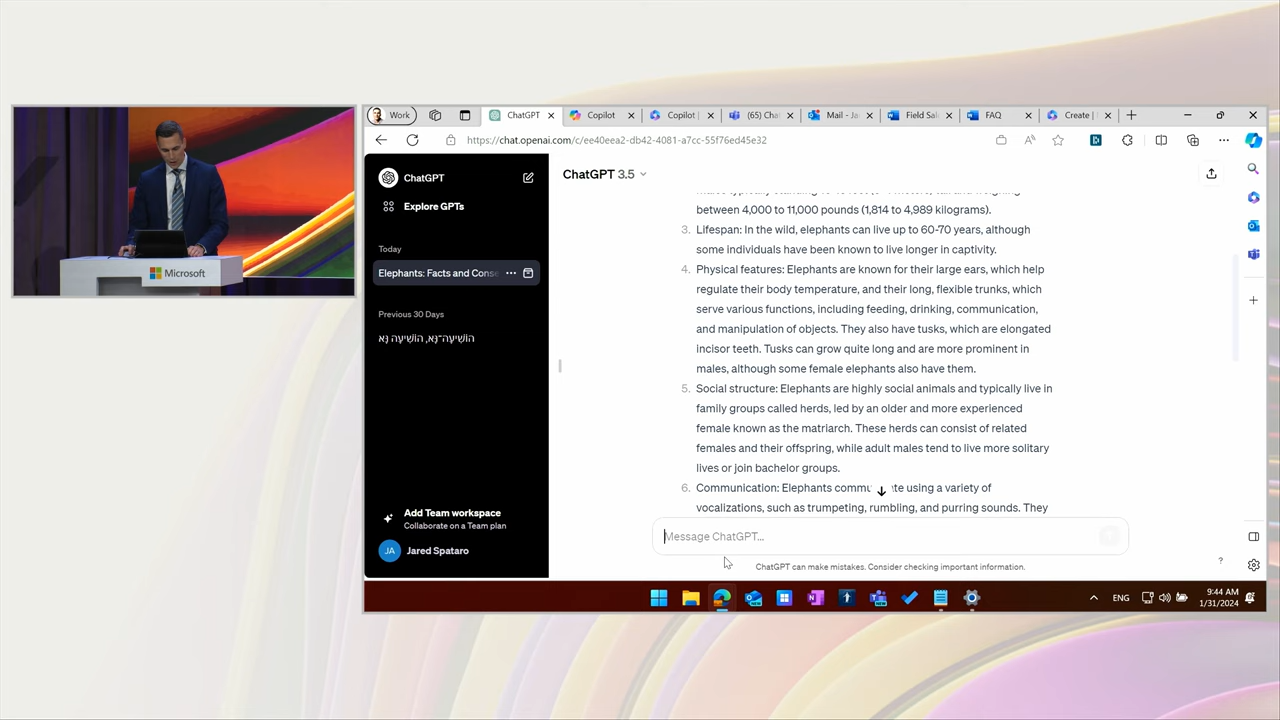 Microsoft
Work
ChatGPT
Copilot
Copilot |
(65) Cha
Mail - Ja
Field Sal
FAQ
Create |
https://chat.openai.com/c/ee40eea2-db42-4081-a7cc-55f76ed45e32
ChatGPT
Explore GPTs
Today
Elephants: Facts and Conse
Previous 30 Days
הוֹשִׁיעָה־נָּא, הוֹשִׁיעָה נָּא
Add Team workspace
Collaborate on a Team plan
JA Jared Spataro
ChatGPT 3.5
between 4,000 to 11,000 pounds (1,814 to 4,989 kilograms).
3. Lifespan: In the wild, elephants can live up to 60-70 years, although
some individuals have been known to live longer in captivity.
4. Physical features: Elephants are known for their large ears, which help
regulate their body temperature, and their long, flexible trunks, which
serve various functions, including feeding, drinking, communication,
and manipulation of objects. They also have tusks, which are elongated
incisor teeth. Tusks can grow quite long and are more prominent in
males, although some female elephants also have them.
5. Social structure: Elephants are highly social animals and typically live in
family groups called herds, led by an older and more experienced
female known as the matriarch. These herds can consist of related
females and their offspring, while adult males tend to live more solitary
lives or join bachelor groups.
6. Communication: Elephants commu te using a variety of
vocalizations, such as trumpeting, rumbling, and purring sounds. They
Message ChatGPT...
ChatGPT can make mistakes. Consider checking important information.
?
ENG
9:44 AM
1/31/2024